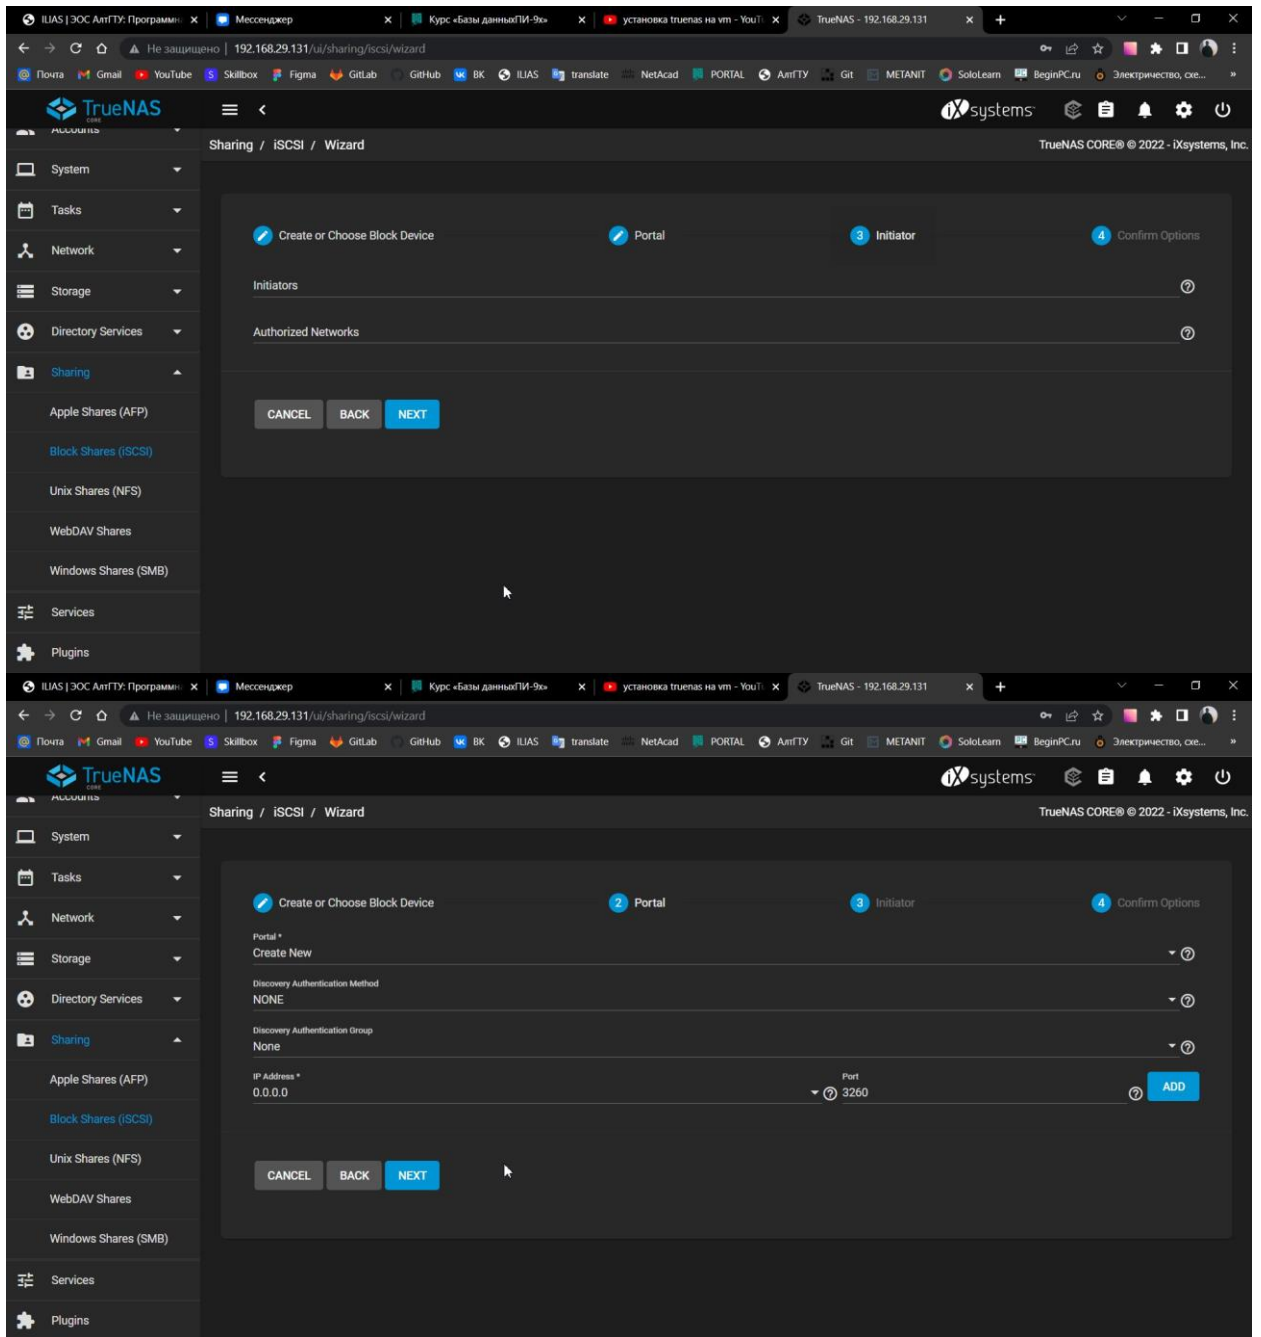 ILIAS | ЭОС АлтГТУ: Программн
Мессенджер
Курс «Базы данныхПИ-9x»
установка truenas на vm - YouT
TrueNAS - 192.168.29.131
Не защищено | 192.168.29.131/ui/sharing/iscsi/wizard
Почта Gmail YouTube Skillbox Figma GitLab GitHub ВК ILIAS translate NetAcad PORTAL АлтГТУ Git METANIT SoloLearn BeginPC.ru Электричество, схе... »
TrueNAS
CORE
iXsystems
Accounts
Sharing / iSCSI / Wizard
TrueNAS CORE® © 2022 - iXsystems, Inc.
System
Tasks
Network
Storage
Directory Services
Sharing
Apple Shares (AFP)
Block Shares (iSCSI)
Unix Shares (NFS)
WebDAV Shares
Windows Shares (SMB)
Services
Plugins
Create or Choose Block Device
Portal
3 Initiator
4 Confirm Options
Initiators
Authorized Networks
CANCEL BACK NEXT
ILIAS | ЭОС АлтГТУ: Программн
Мессенджер
Курс «Базы данныхПИ-9x»
установка truenas на vm - YouT
TrueNAS - 192.168.29.131
Не защищено | 192.168.29.131/ui/sharing/iscsi/wizard
Почта Gmail YouTube Skillbox Figma GitLab GitHub ВК ILIAS translate NetAcad PORTAL АлтГТУ Git METANIT SoloLearn BeginPC.ru Электричество, схе... »
TrueNAS
CORE
iXsystems
Accounts
Sharing / iSCSI / Wizard
TrueNAS CORE® © 2022 - iXsystems, Inc.
System
Tasks
Network
Storage
Directory Services
Sharing
Apple Shares (AFP)
Block Shares (iSCSI)
Unix Shares (NFS)
WebDAV Shares
Windows Shares (SMB)
Services
Plugins
Create or Choose Block Device
2 Portal
3 Initiator
4 Confirm Options
Portal *
Create New
Discovery Authentication Method
NONE
Discovery Authentication Group
None
IP Address *
0.0.0.0
Port
3260
ADD
CANCEL BACK NEXT